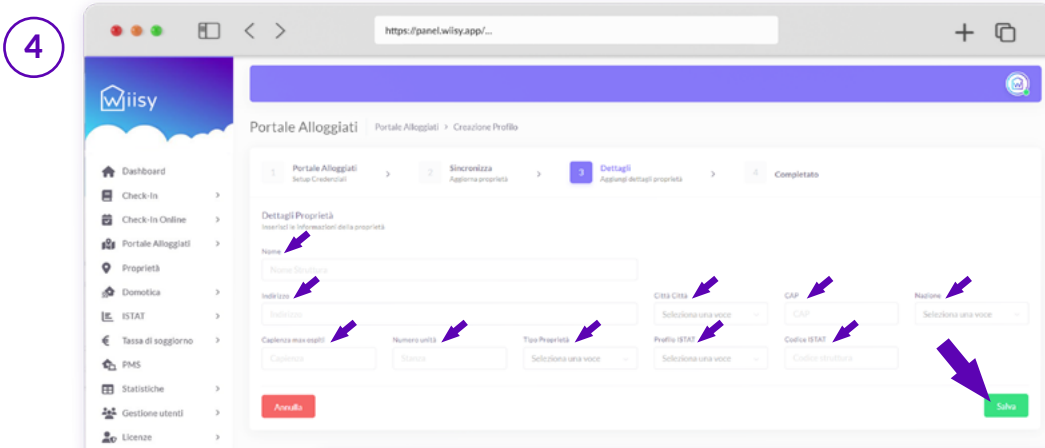 4
https://panel.wiisy.app/...
Wiisy
Portale Alloggiati Portale Alloggiati > Creazione Profilo
1 Portale Alloggiati Setup Credenziali > 2 Sincronizza Aggiorna proprietà > 3 Dettagli Aggiungi dettagli proprietà > 4 Completato
Dashboard
Check-In
Check-In Online
Portale Alloggiati
Proprietà
Domotica
ISTAT
Tassa di soggiorno
PMS
Statistiche
Gestione utenti
Licenze
Dettagli Proprietà
Inserisci le informazioni della proprietà
Nome
Nome Struttura
Indirizzo Città Città CAP Nazione
Indirizzo Seleziona una voce CAP Seleziona una voce
Capienza max ospiti Numero unità Tipo Proprietà Profilo ISTAT Codice ISTAT
Capienza Nome Seleziona una voce Seleziona una voce Codice struttura
Annulla Salva